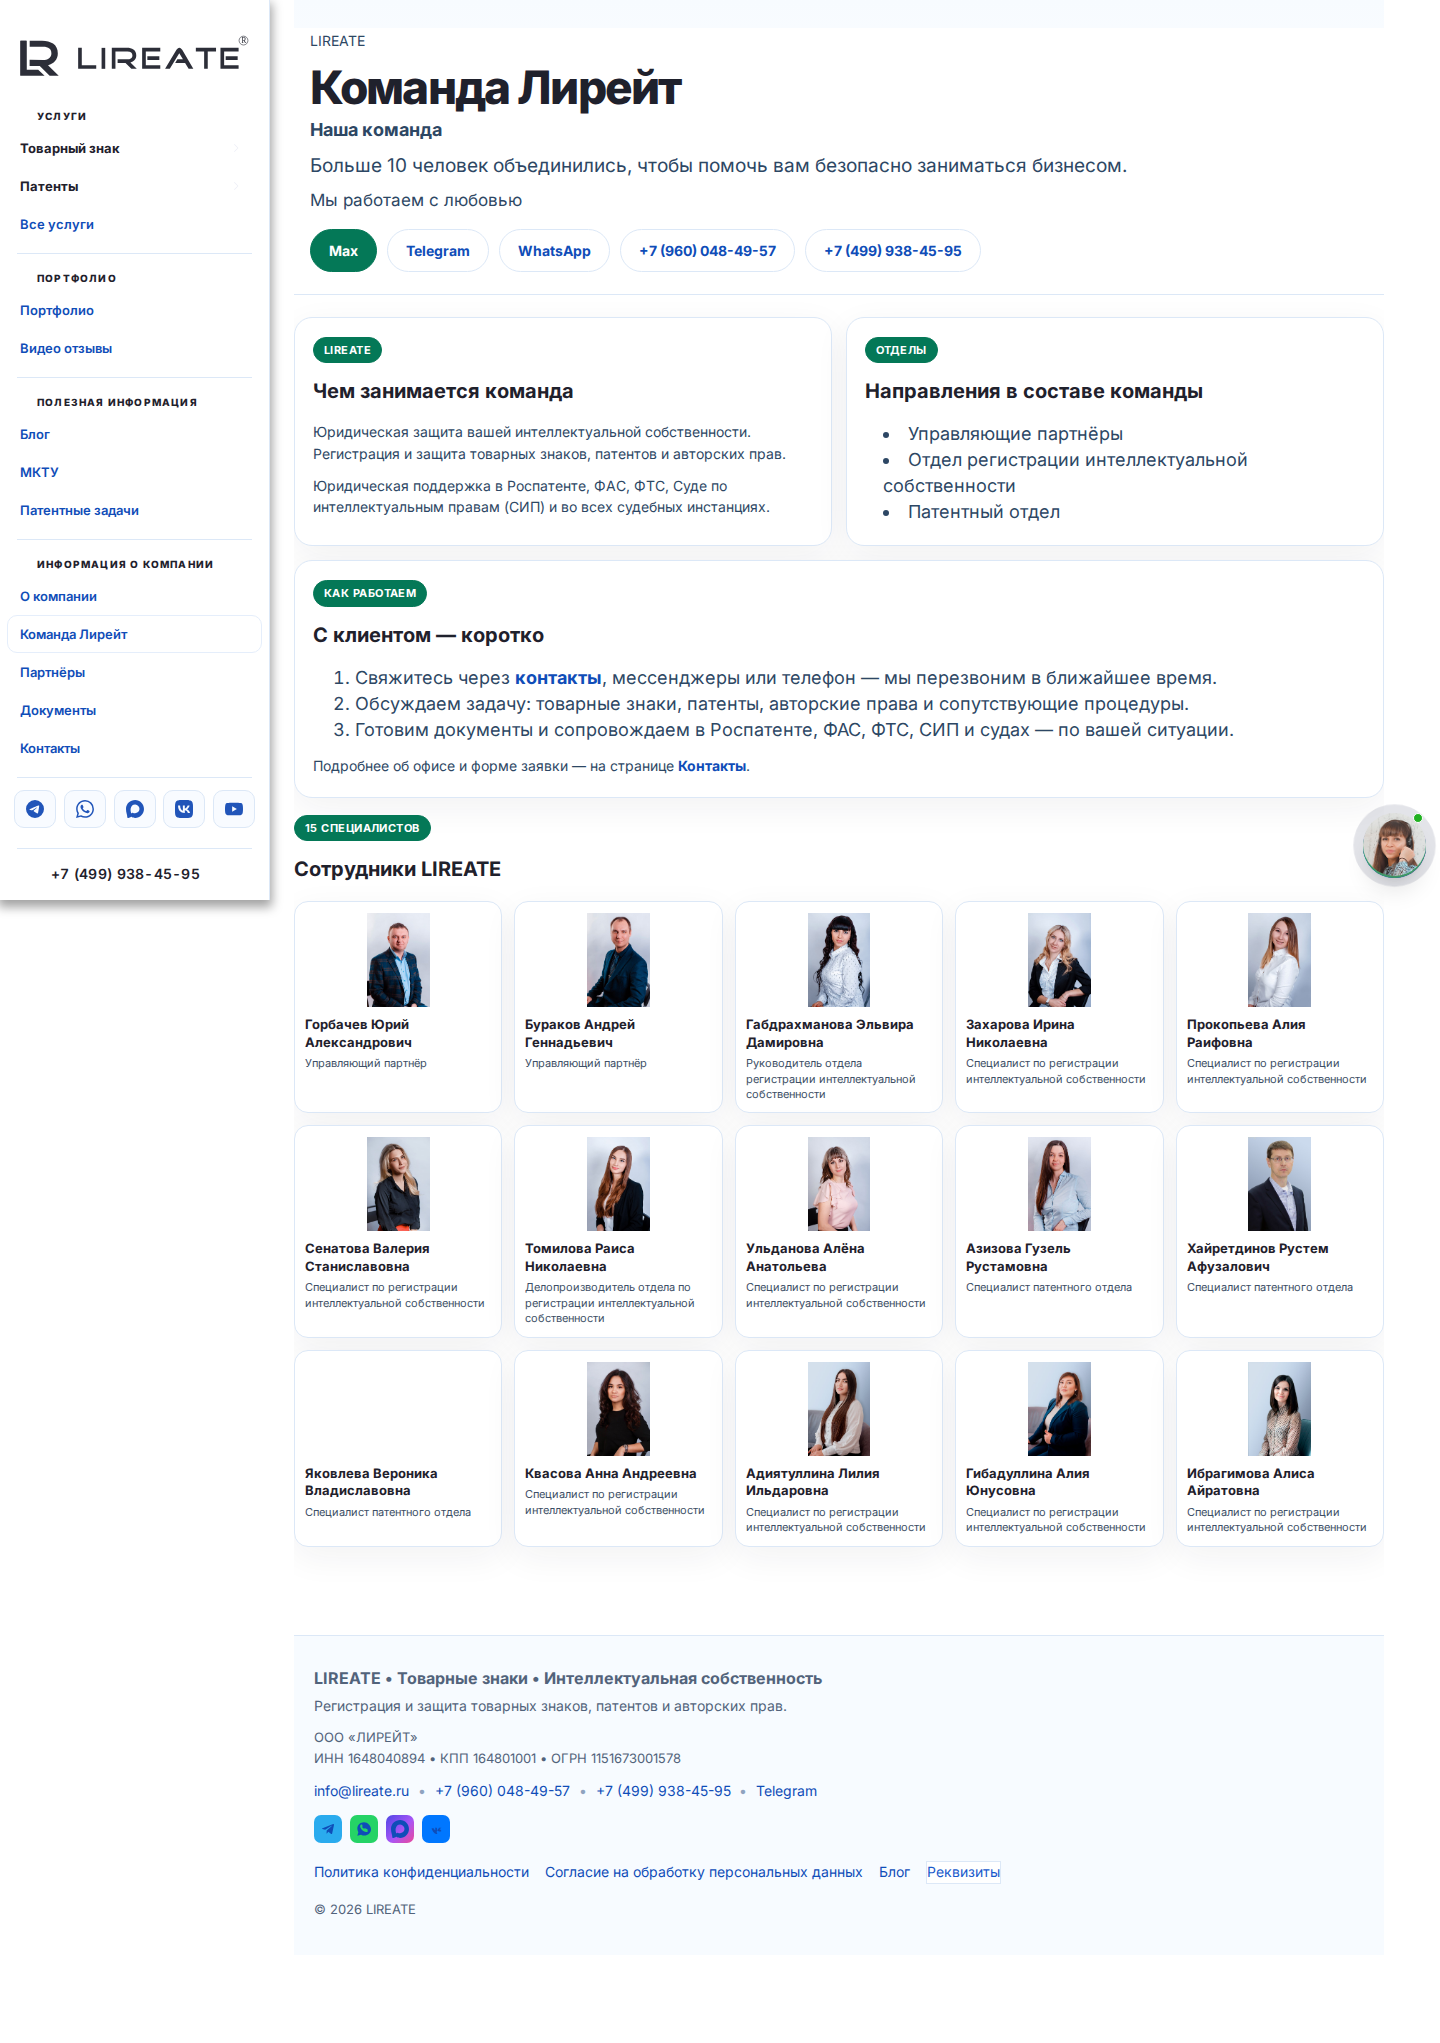 LIREATE®
УСЛУГИ
Товарный знак
Патенты
Все услуги
ПОРТФОЛИО
Портфолио
Видео отзывы
ПОЛЕЗНАЯ ИНФОРМАЦИЯ
Блог
МКТУ
Патентные задачи
ИНФОРМАЦИЯ О КОМПАНИИ
О компании
Команда Лирейт
Партнёры
Документы
Контакты
+7 (499) 938-45-95
LIREATE
Команда Лирейт
Наша команда
Больше 10 человек объединились, чтобы помочь вам безопасно заниматься бизнесом.
Мы работаем с любовью
Max
Telegram
WhatsApp
+7 (960) 048-49-57
+7 (499) 938-45-95
LIREATE
Чем занимается команда
Юридическая защита вашей интеллектуальной собственности.
Регистрация и защита товарных знаков, патентов и авторских прав.
Юридическая поддержка в Роспатенте, ФАС, ФТС, Суде по
интеллектуальным правам (СИП) и во всех судебных инстанциях.
ОТДЕЛЫ
Направления в составе команды
• Управляющие партнёры
• Отдел регистрации интеллектуальной
собственности
• Патентный отдел
КАК РАБОТАЕМ
С клиентом — коротко
1. Свяжитесь через контакты, мессенджеры или телефон — мы перезвоним в ближайшее время.
2. Обсуждаем задачу: товарные знаки, патенты, авторские права и сопутствующие процедуры.
3. Готовим документы и сопровождаем в Роспатенте, ФАС, ФТС, СИП и судах — по вашей ситуации.
Подробнее об офисе и форме заявки — на странице Контакты.
15 СПЕЦИАЛИСТОВ
Сотрудники LIREATE
Горбачев Юрий
Александрович
Управляющий партнёр
Бураков Андрей
Геннадьевич
Управляющий партнёр
Габдрахманова Эльвира
Дамировна
Руководитель отдела
регистрации интеллектуальной
собственности
Захарова Ирина
Николаевна
Специалист по регистрации
интеллектуальной собственности
Прокопьева Алия
Раифовна
Специалист по регистрации
интеллектуальной собственности
Сенатова Валерия
Станиславовна
Специалист по регистрации
интеллектуальной собственности
Томилова Раиса
Николаевна
Делопроизводитель отдела по
регистрации интеллектуальной
собственности
Ульданова Алёна
Анатольева
Специалист по регистрации
интеллектуальной собственности
Азизова Гузель
Рустамовна
Специалист патентного отдела
Хайретдинов Рустем
Афузалович
Специалист патентного отдела
Яковлева Вероника
Владиславовна
Специалист патентного отдела
Квасова Анна Андреевна
Специалист по регистрации
интеллектуальной собственности
Адиятуллина Лилия
Ильдаровна
Специалист по регистрации
интеллектуальной собственности
Гибадуллина Алия
Юнусовна
Специалист по регистрации
интеллектуальной собственности
Ибрагимова Алиса
Айратовна
Специалист по регистрации
интеллектуальной собственности
LIREATE • Товарные знаки • Интеллектуальная собственность
Регистрация и защита товарных знаков, патентов и авторских прав.
ООО «ЛИРЕЙТ»
ИНН 1648040894 • КПП 164801001 • ОГРН 1151673001578
info@lireate.ru • +7 (960) 048-49-57 • +7 (499) 938-45-95 • Telegram
Политика конфиденциальности Согласие на обработку персональных данных Блог Реквизиты
© 2026 LIREATE